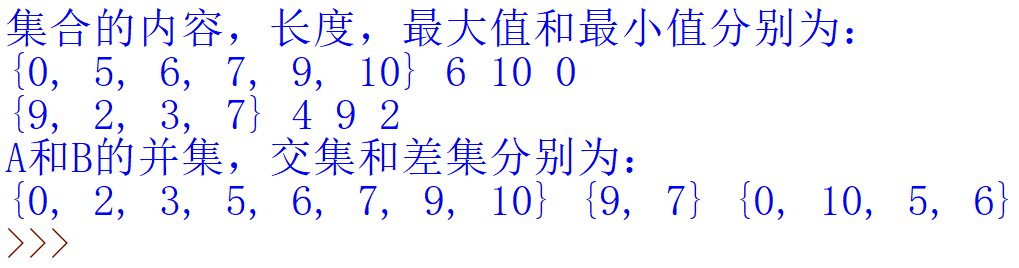 集合的内容，长度，最大值和最小值分别为：
{0, 5, 6, 7, 9, 10} 6 10 0
{9, 2, 3, 7} 4 9 2
A和B的并集，交集和差集分别为：
{0, 2, 3, 5, 6, 7, 9, 10} {9, 7} {0, 10, 5, 6}
>>>